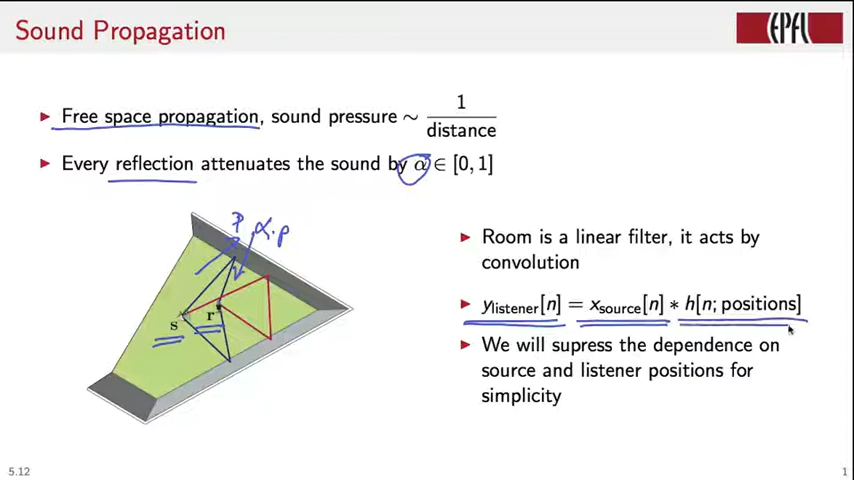 Sound Propagation
EPFL
Free space propagation, sound pressure ~ 1/distance
Every reflection attenuates the sound by α ∈ [0, 1]
P
α·p
s
r
Room is a linear filter, it acts by
convolution
y_listener[n] = x_source[n] * h[n; positions]
We will supress the dependence on
source and listener positions for
simplicity
5.12
1